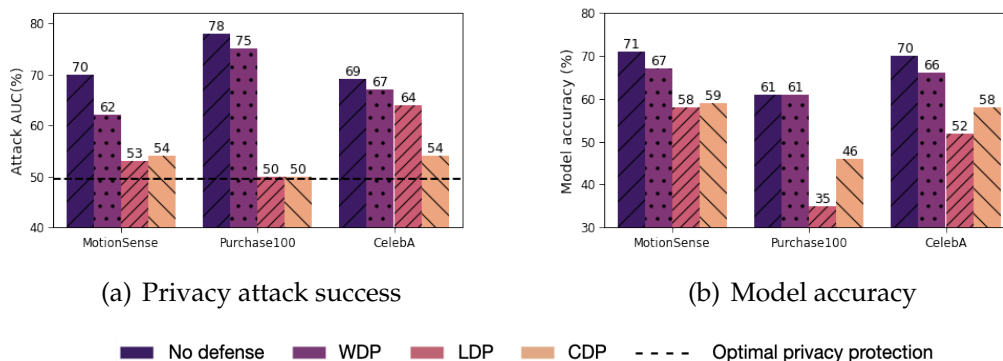 80
70
60
50
40
Attack AUC(%)
70
62
53
54
78
75
50
50
69
67
64
54
MotionSense
Purchase100
CelebA
(a) Privacy attack success
80
70
60
50
40
30
Model accuracy (%)
71
67
58
59
61
61
35
46
70
66
52
58
MotionSense
Purchase100
CelebA
(b) Model accuracy
No defense
WDP
LDP
CDP
Optimal privacy protection